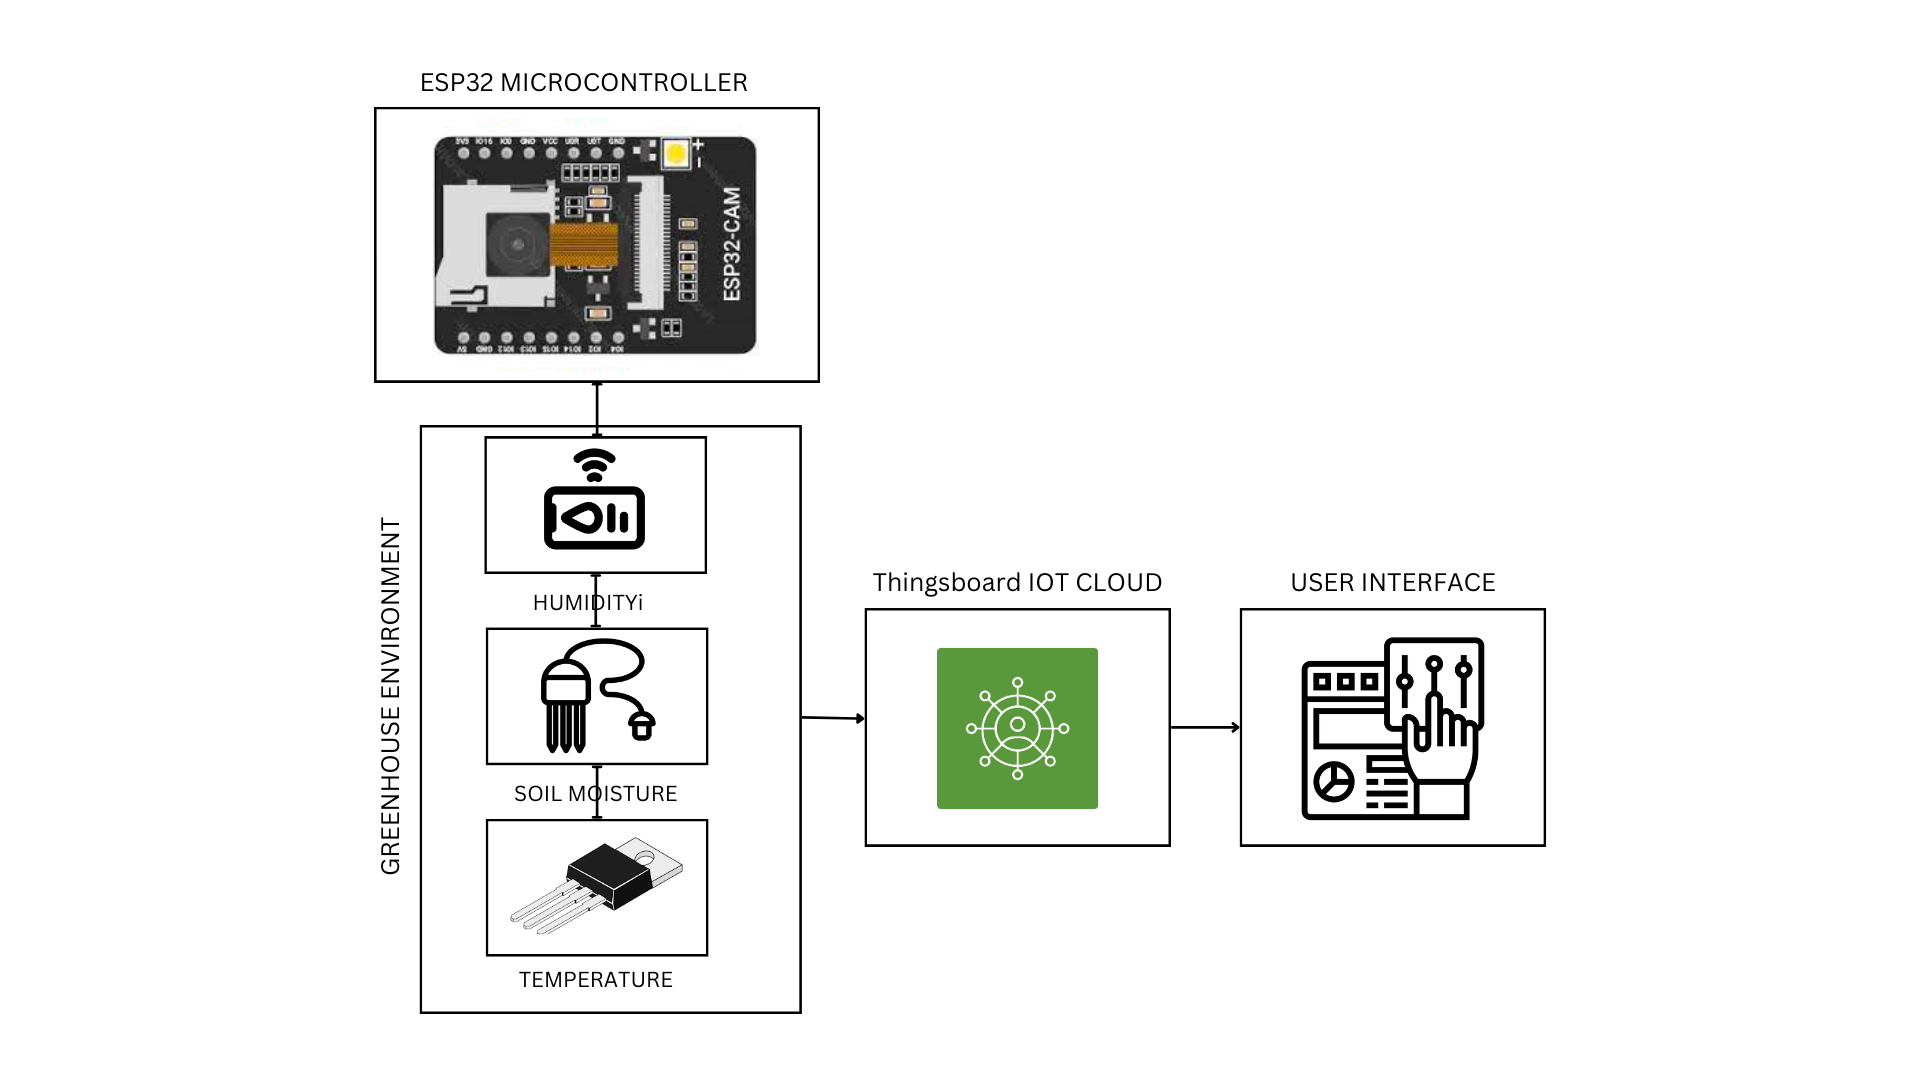 ESP32 MICROCONTROLLER
3V3 IO16 IO0 GND VCC U0R U0T GND
+
-
ESP32-CAM
5V GND IO12 IO13 IO15 IO14 IO2 IO4
GREENHOUSE ENVIRONMENT
HUMIDITYi
SOIL MOISTURE
TEMPERATURE
Thingsboard IOT CLOUD
USER INTERFACE